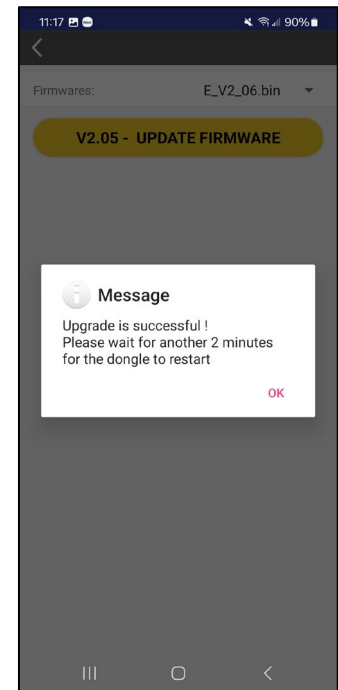 11:17 90%
Firmwares: E_V2_06.bin
V2.05 - UPDATE FIRMWARE
Message
Upgrade is successful !
Please wait for another 2 minutes
for the dongle to restart
OK